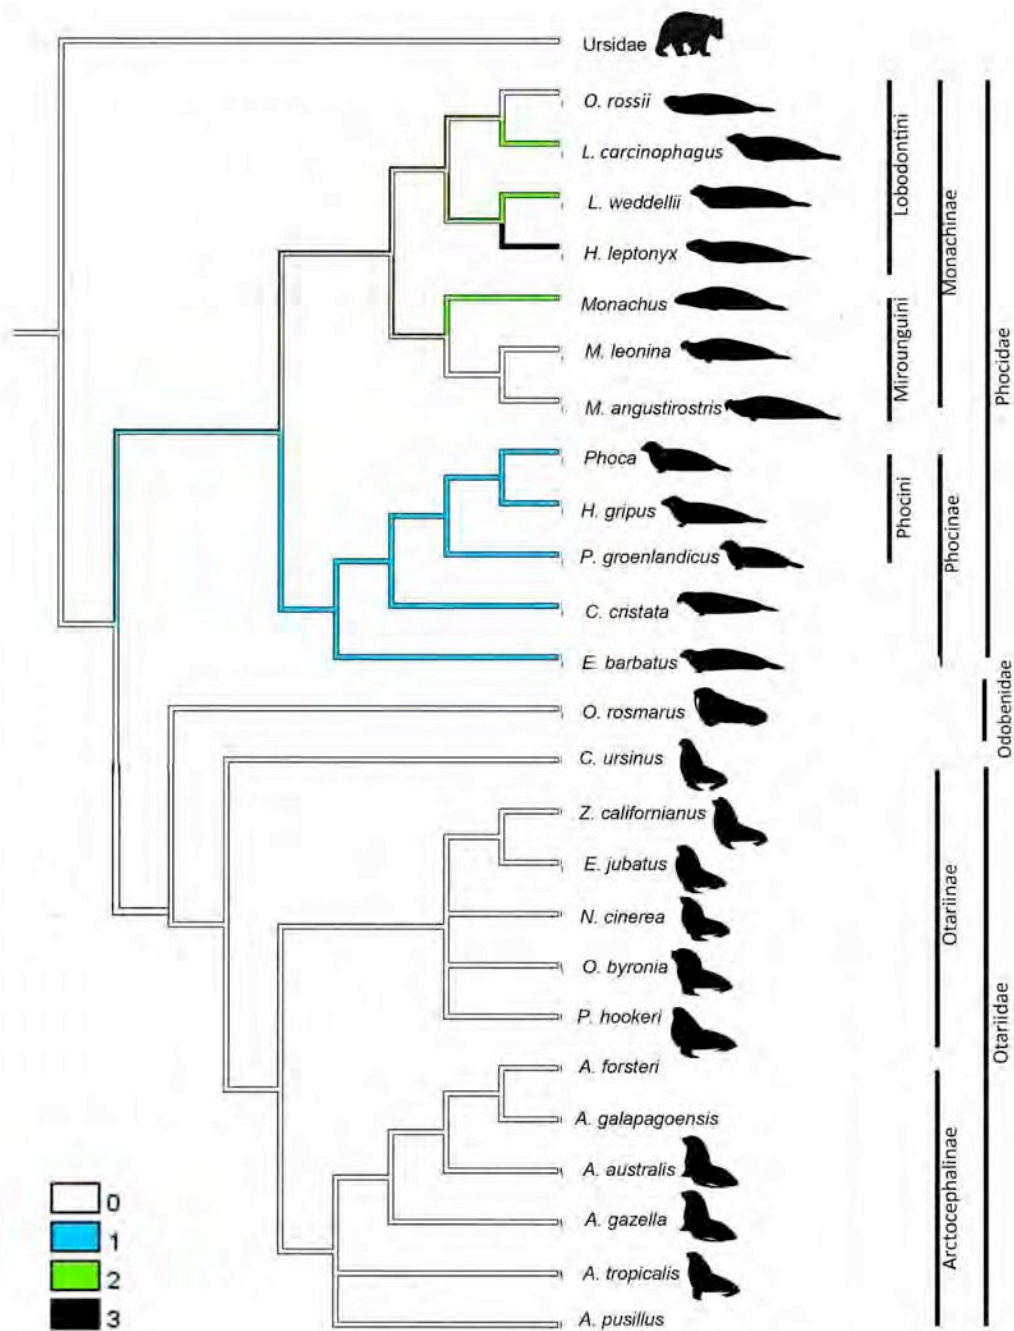 Ursidae
O. rossii
L. carcinophagus
L. weddellii
H. leptonyx
Monachus
M. leonina
M. angustirostris
Phoca
H. gripus
P. groenlandicus
C. cristata
E. barbatus
O. rosmarus
C. ursinus
Z. californianus
E. jubatus
N. cinerea
O. byronia
P. hookeri
A. forsteri
A. galapagoensis
A. australis
A. gazella
A. tropicalis
A. pusillus
Lobodontini
Mirounguini
Phocini
Monachinae
Phocinae
Otariinae
Arctocephalinae
Phocidae
Odobenidae
Otariidae
0
1
2
3